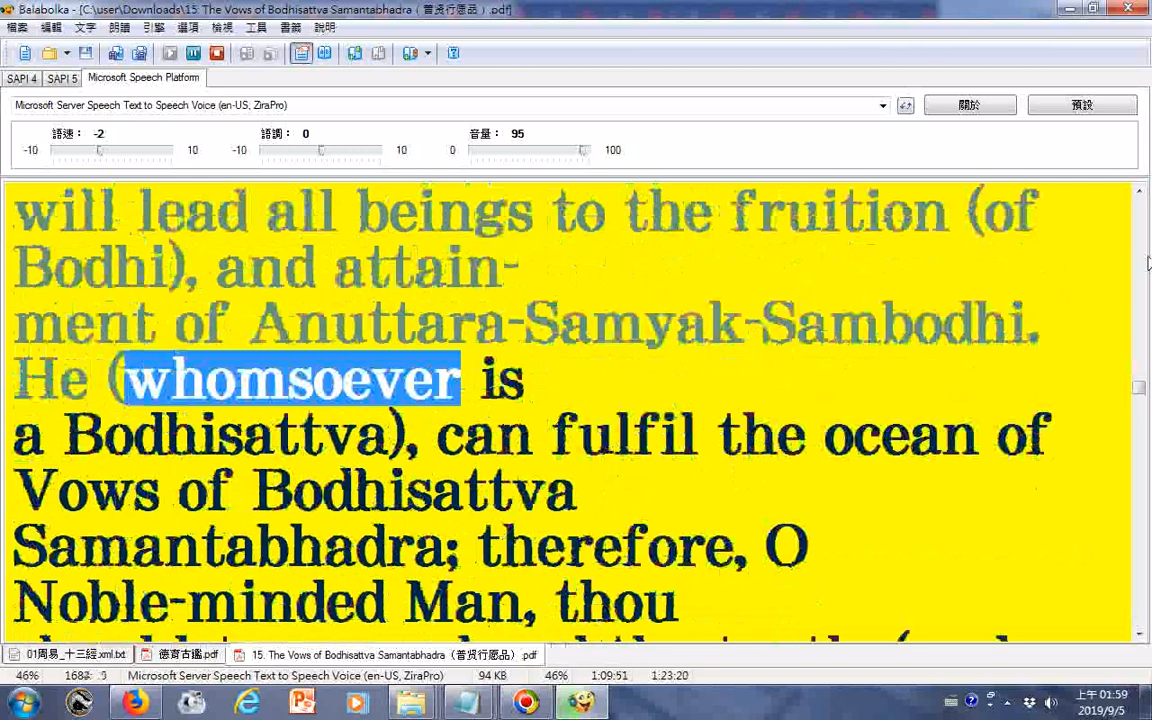 Balabolka - [C:\user\Downloads\15. The Vows of Bodhisattva Samantabhadra（普賢行愿品）.pdf]
檔案 編輯 文字 朗讀 引擎 選項 檢視 工具 書籤 說明
SAPI 4 SAPI 5 Microsoft Speech Platform
Microsoft Server Speech Text to Speech Voice (en-US, ZiraPro) 關於 預設
語速： -2 語調： 0 音量： 95
-10 10 -10 10 0 100
will lead all beings to the fruition (of
Bodhi), and attain-
ment of Anuttara-Samyak-Sambodhi.
He (whomsoever is
a Bodhisattva), can fulfil the ocean of
Vows of Bodhisattva
Samantabhadra; therefore, O
Noble-minded Man, thou
01周易_十三經.xml.txt 德育古鑑.pdf 15. The Vows of Bodhisattva Samantabhadra（普贤行愿品）.pdf
46% Microsoft Server Speech Text to Speech Voice (en-US, ZiraPro) 94 KB 46% 1:09:51 1:23:20
上午 01:59
2019/9/5